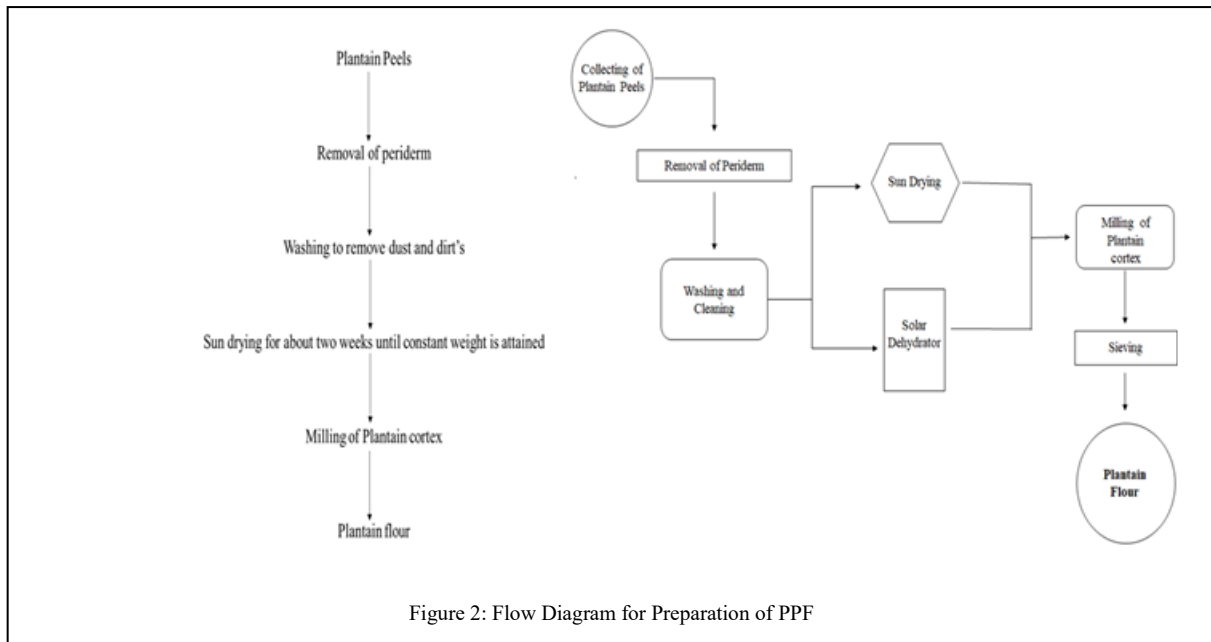 Plantain Peels
Removal of periderm
Washing to remove dust and dirt's
Sun drying for about two weeks until constant weight is attained
Milling of Plantain cortex
Plantain flour
Collecting of
Plantain Peels
Removal of Periderm
Washing and
Cleaning
Sun Drying
Solar
Dehydrator
Milling of
Plantain
cortex
Sieving
Plantain
Flour
Figure 2: Flow Diagram for Preparation of PPF